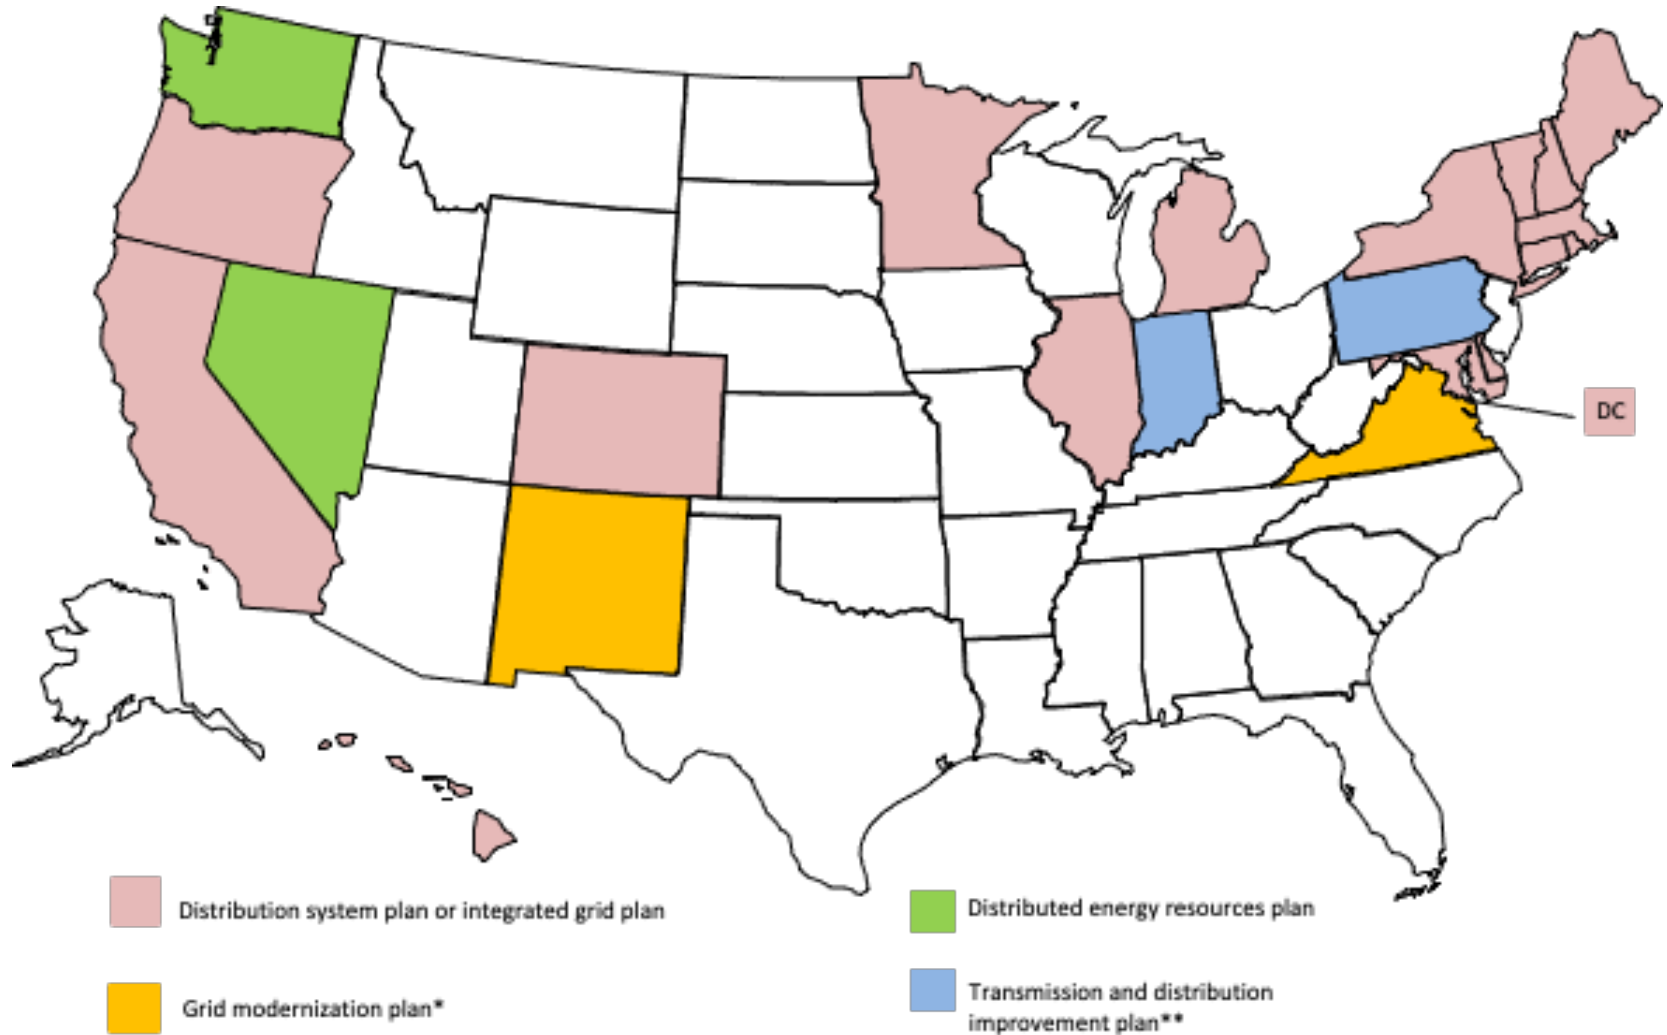 DC
Distribution system plan or integrated grid plan
Distributed energy resources plan
Grid modernization plan*
Transmission and distribution
improvement plan**